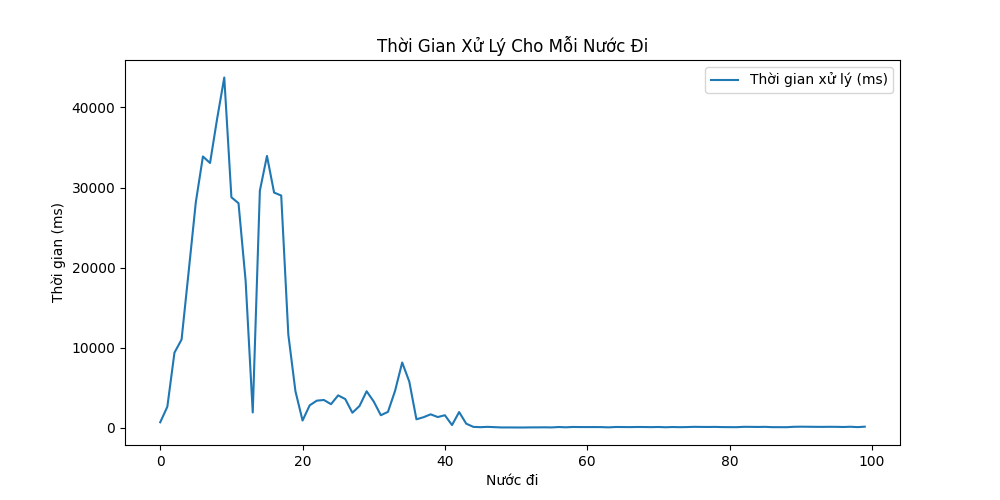 Thời Gian Xử Lý Cho Mỗi Nước Đi
Thời gian xử lý (ms)
40000
30000
20000
10000
0
Thời gian (ms)
0 20 40 60 80 100
Nước đi